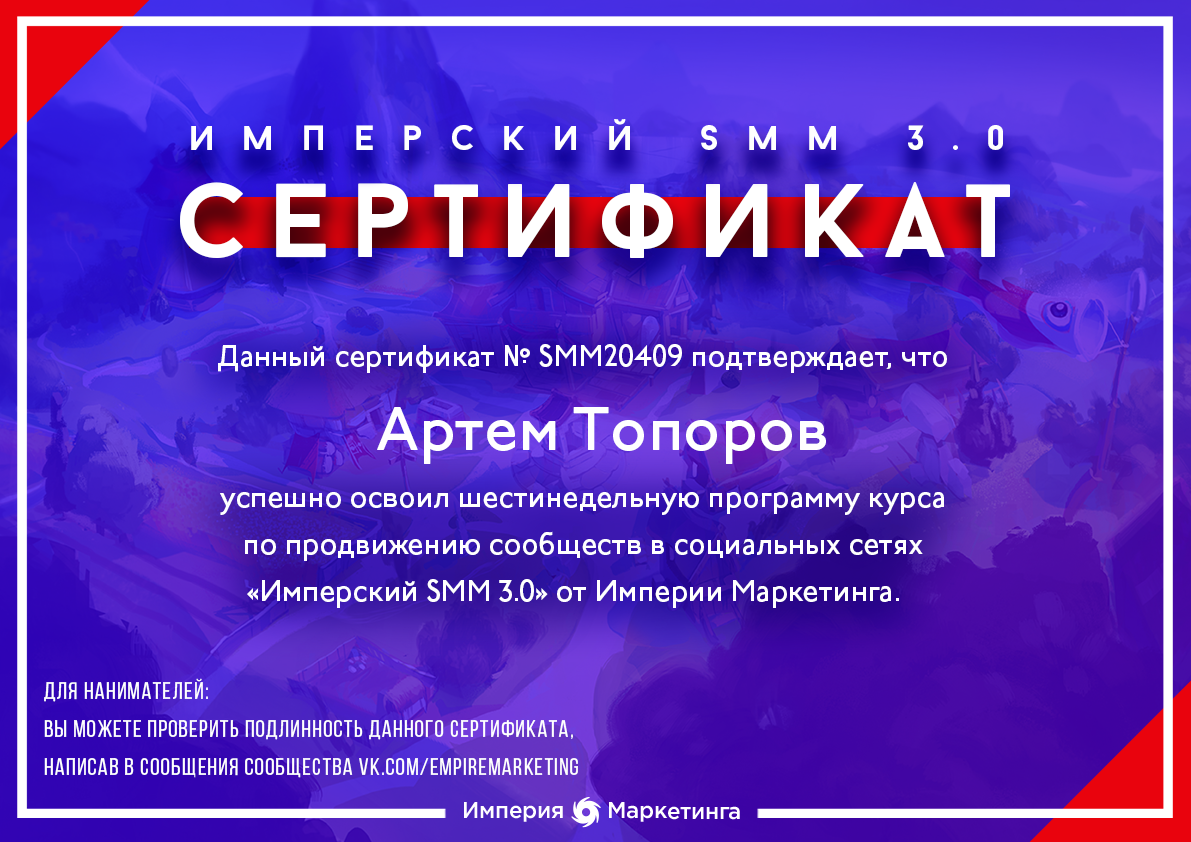 ИМПЕРСКИЙ SMM 3.0
СЕРТИФИКАТ
Данный сертификат № SMM20409 подтверждает, что
Артем Топоров
успешно освоил шестинедельную программу курса
по продвижению сообществ в социальных сетях
«Имперский SMM 3.0» от Империи Маркетинга.
ДЛЯ НАНИМАТЕЛЕЙ:
ВЫ МОЖЕТЕ ПРОВЕРИТЬ ПОДЛИННОСТЬ ДАННОГО СЕРТИФИКАТА,
НАПИСАВ В СООБЩЕНИЯ СООБЩЕСТВА VK.COM/EMPIREMARKETING
Империя Маркетинга